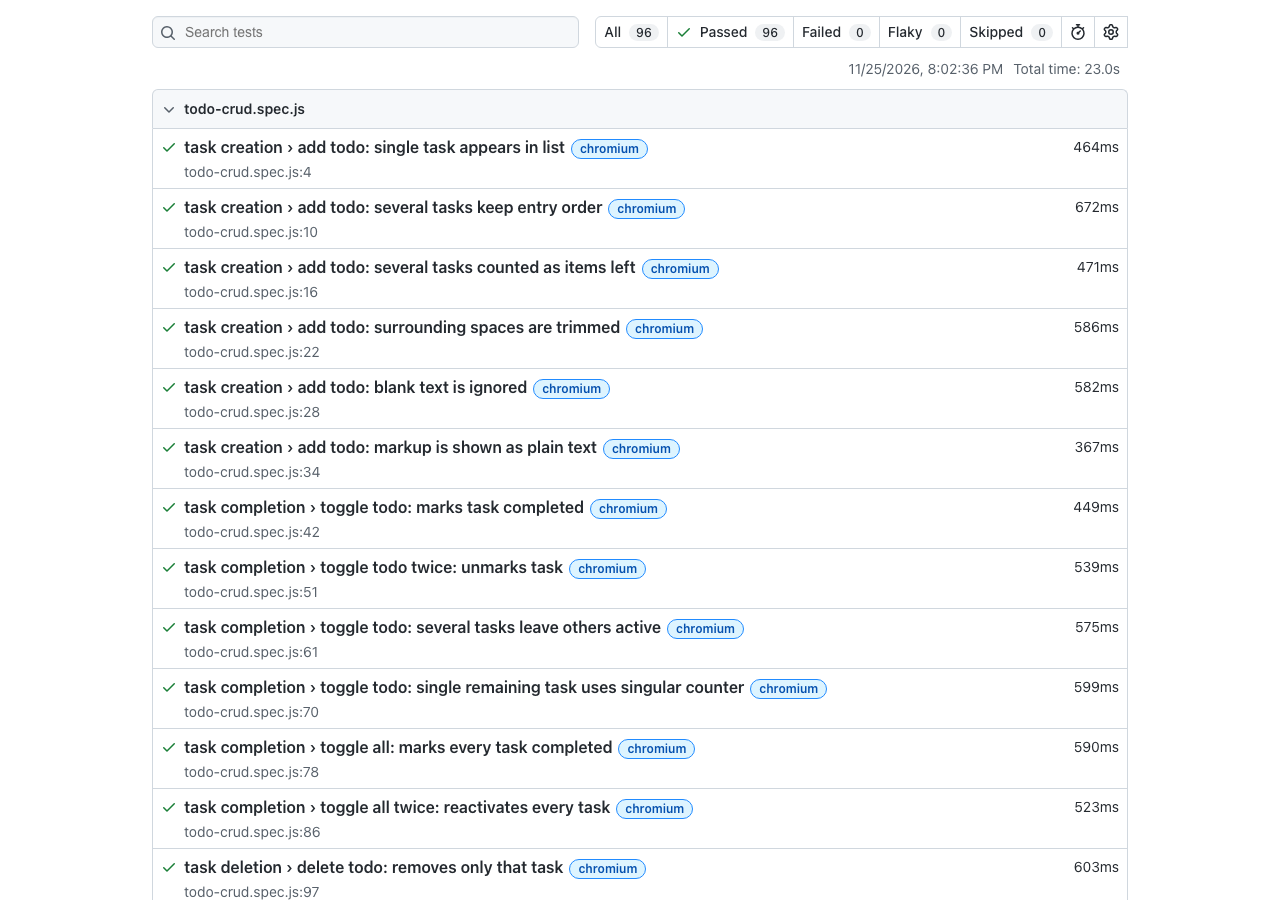 Search tests
All 96 Passed 96 Failed 0 Flaky 0 Skipped 0
11/25/2026, 8:02:36 PM Total time: 23.0s
todo-crud.spec.js
task creation › add todo: single task appears in list chromium 464ms
todo-crud.spec.js:4
task creation › add todo: several tasks keep entry order chromium 672ms
todo-crud.spec.js:10
task creation › add todo: several tasks counted as items left chromium 471ms
todo-crud.spec.js:16
task creation › add todo: surrounding spaces are trimmed chromium 586ms
todo-crud.spec.js:22
task creation › add todo: blank text is ignored chromium 582ms
todo-crud.spec.js:28
task creation › add todo: markup is shown as plain text chromium 367ms
todo-crud.spec.js:34
task completion › toggle todo: marks task completed chromium 449ms
todo-crud.spec.js:42
task completion › toggle todo twice: unmarks task chromium 539ms
todo-crud.spec.js:51
task completion › toggle todo: several tasks leave others active chromium 575ms
todo-crud.spec.js:61
task completion › toggle todo: single remaining task uses singular counter chromium 599ms
todo-crud.spec.js:70
task completion › toggle all: marks every task completed chromium 590ms
todo-crud.spec.js:78
task completion › toggle all twice: reactivates every task chromium 523ms
todo-crud.spec.js:86
task deletion › delete todo: removes only that task chromium 603ms
todo-crud.spec.js:97